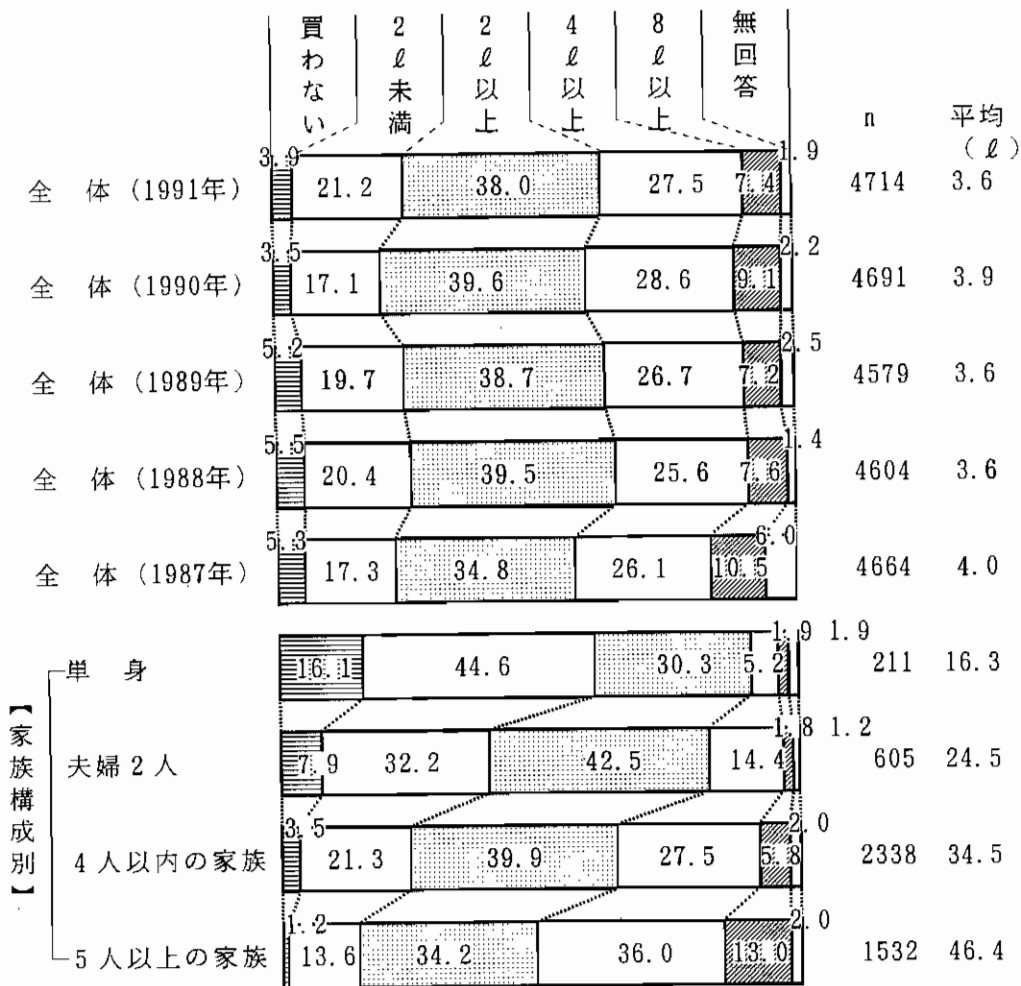 買わない 2ℓ未満 2ℓ以上 4ℓ以上 8ℓ以上 無回答 n 平均(ℓ)
全体(1991年) 3.9 21.2 38.0 27.5 7.4 1.9 4714 3.6
全体(1990年) 3.5 17.1 39.6 28.6 9.1 2.2 4691 3.9
全体(1989年) 5.2 19.7 38.7 26.7 7.2 2.5 4579 3.6
全体(1988年) 5.5 20.4 39.5 25.6 7.6 1.4 4604 3.6
全体(1987年) 5.3 17.3 34.8 26.1 10.5 6.0 4664 4.0
【家族構成別】
単身 16.1 44.6 30.3 5.2 1.9 1.9 211 16.3
夫婦2人 7.9 32.2 42.5 14.4 1.8 1.2 605 24.5
4人以内の家族 3.5 21.3 39.9 27.5 5.8 2.0 2338 34.5
5人以上の家族 1.2 13.6 34.2 36.0 13.0 2.0 1532 46.4